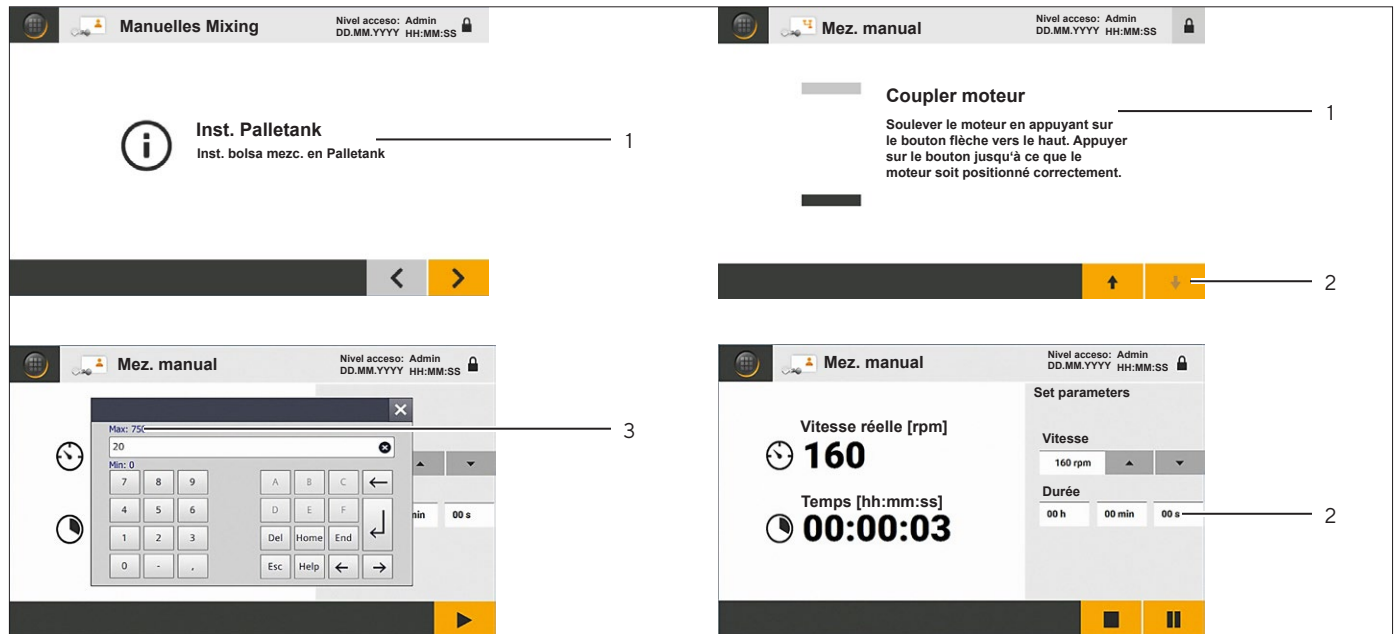 Manuelles Mixing
Nivel acceso: Admin
DD.MM.YYYY HH:MM:SS
Inst. Palletank
Inst. bolsa mezc. en Palletank
1
Mez. manual
Nivel acceso: Admin
DD.MM.YYYY HH:MM:SS
Coupler moteur
Soulever le moteur en appuyant sur
le bouton flèche vers le haut. Appuyer
sur le bouton jusqu‘à ce que le
moteur soit positionné correctement.
1
2
Mez. manual
Nivel acceso: Admin
DD.MM.YYYY HH:MM:SS
Max: 750
20
Min: 0
7 8 9 A B C
4 5 6 D E F
1 2 3 Del Home End
0 - , Esc Help
min 00 s
3
Mez. manual
Nivel acceso: Admin
DD.MM.YYYY HH:MM:SS
Vitesse réelle [rpm]
160
Temps [hh:mm:ss]
00:00:03
Set parameters
Vitesse
160 rpm
Durée
00 h 00 min 00 s
2